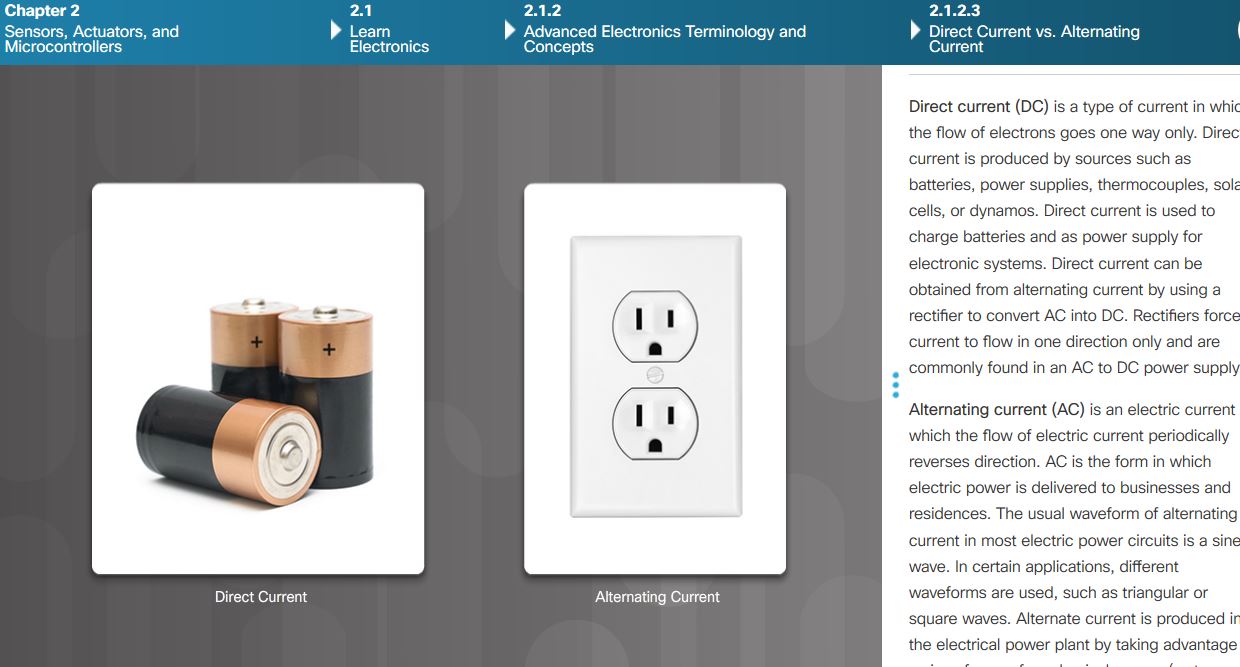 Chapter 2
Sensors, Actuators, and
Microcontrollers
2.1
Learn
Electronics
2.1.2
Advanced Electronics Terminology and
Concepts
2.1.2.3
Direct Current vs. Alternating
Current
+
+
Direct Current
Alternating Current
Direct current (DC) is a type of current in whic
the flow of electrons goes one way only. Direc
current is produced by sources such as
batteries, power supplies, thermocouples, sola
cells, or dynamos. Direct current is used to
charge batteries and as power supply for
electronic systems. Direct current can be
obtained from alternating current by using a
rectifier to convert AC into DC. Rectifiers force
current to flow in one direction only and are
commonly found in an AC to DC power supply
Alternating current (AC) is an electric current
which the flow of electric current periodically
reverses direction. AC is the form in which
electric power is delivered to businesses and
residences. The usual waveform of alternating
current in most electric power circuits is a sine
wave. In certain applications, different
waveforms are used, such as triangular or
square waves. Alternate current is produced in
the electrical power plant by taking advantage